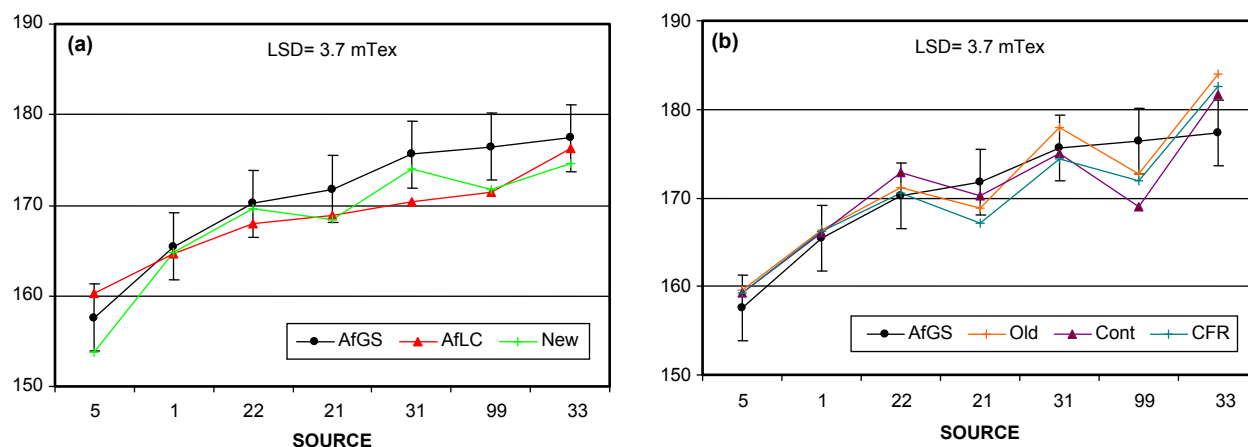 (a)
LSD= 3.7 mTex
190
180
170
160
150
AfGS AfLC New
5 1 22 21 31 99 33
SOURCE
(b)
LSD= 3.7 mTex
190
180
170
160
150
AfGS Old Cont CFR
5 1 22 21 31 99 33
SOURCE